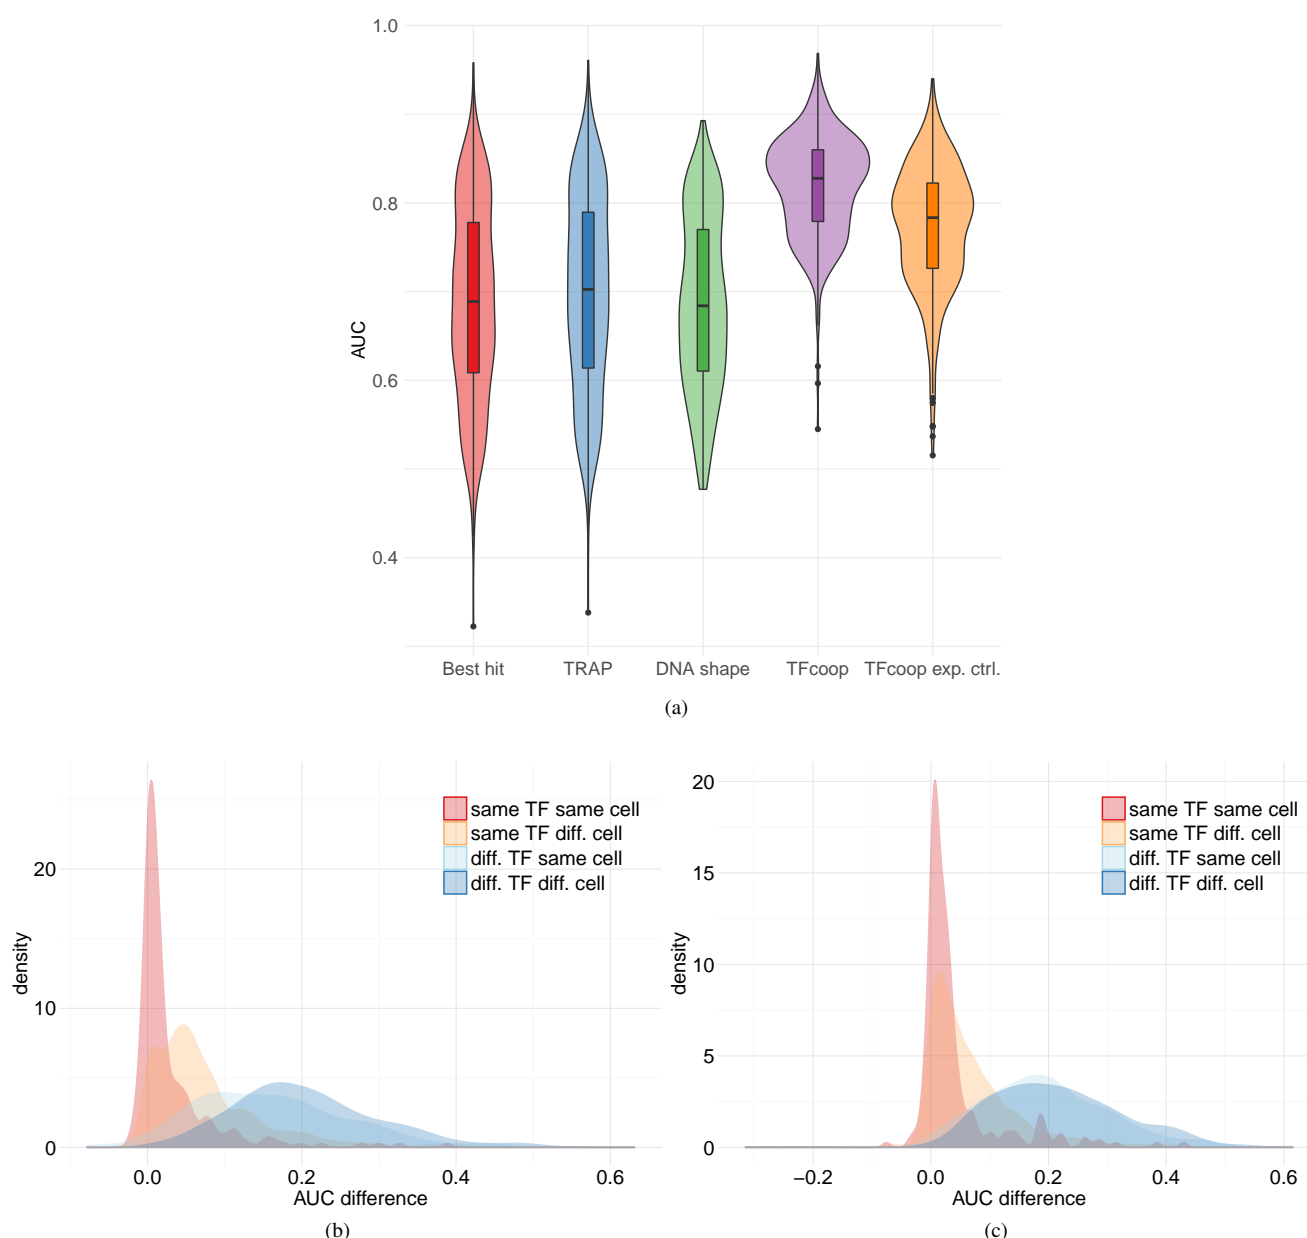 1.0
0.8
0.6
0.4
AUC
Best hit
TRAP
DNA shape
TFcoop
TFcoop exp. ctrl.
(a)
20
10
0
density
same TF same cell
same TF diff. cell
diff. TF same cell
diff. TF diff. cell
0.0
0.2
0.4
0.6
AUC difference
(b)
20
15
10
5
0
density
same TF same cell
same TF diff. cell
diff. TF same cell
diff. TF diff. cell
−0.2
0.0
0.2
0.4
0.6
AUC difference
(c)